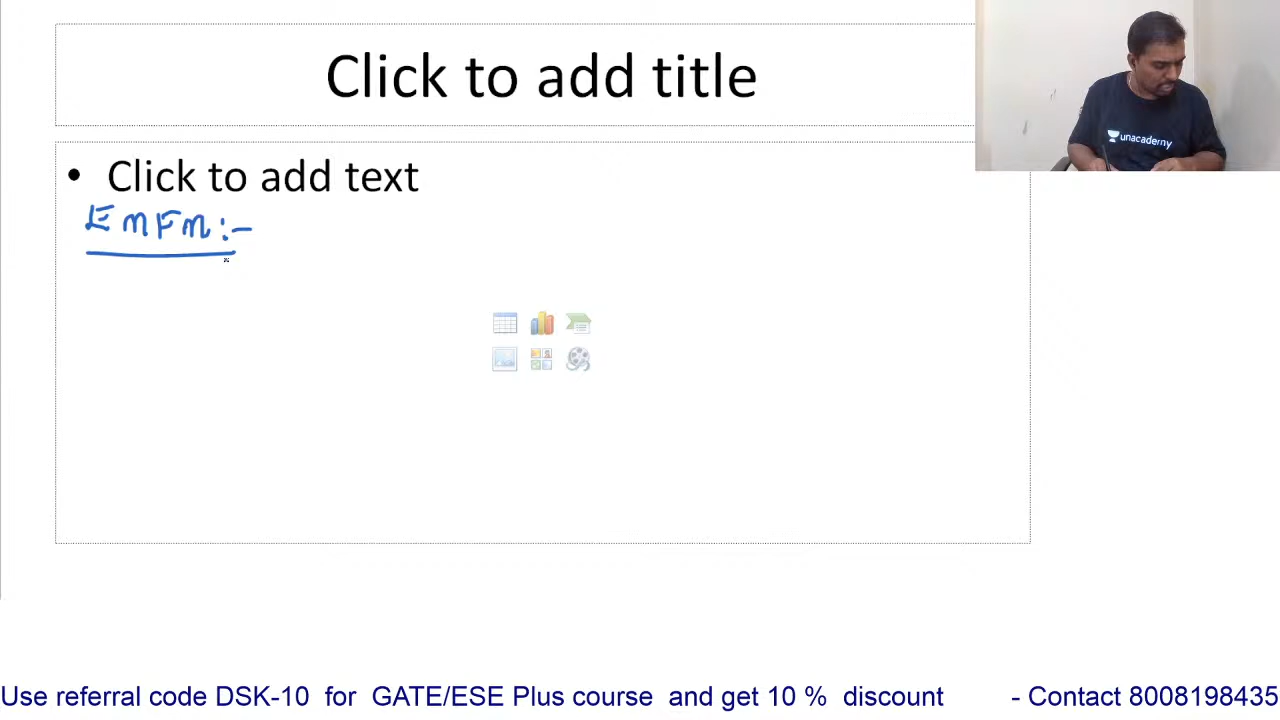 Click to add title
unacademy
• Click to add text
EMFM:-
Use referral code DSK-10 for GATE/ESE Plus course and get 10 % discount - Contact 8008198435